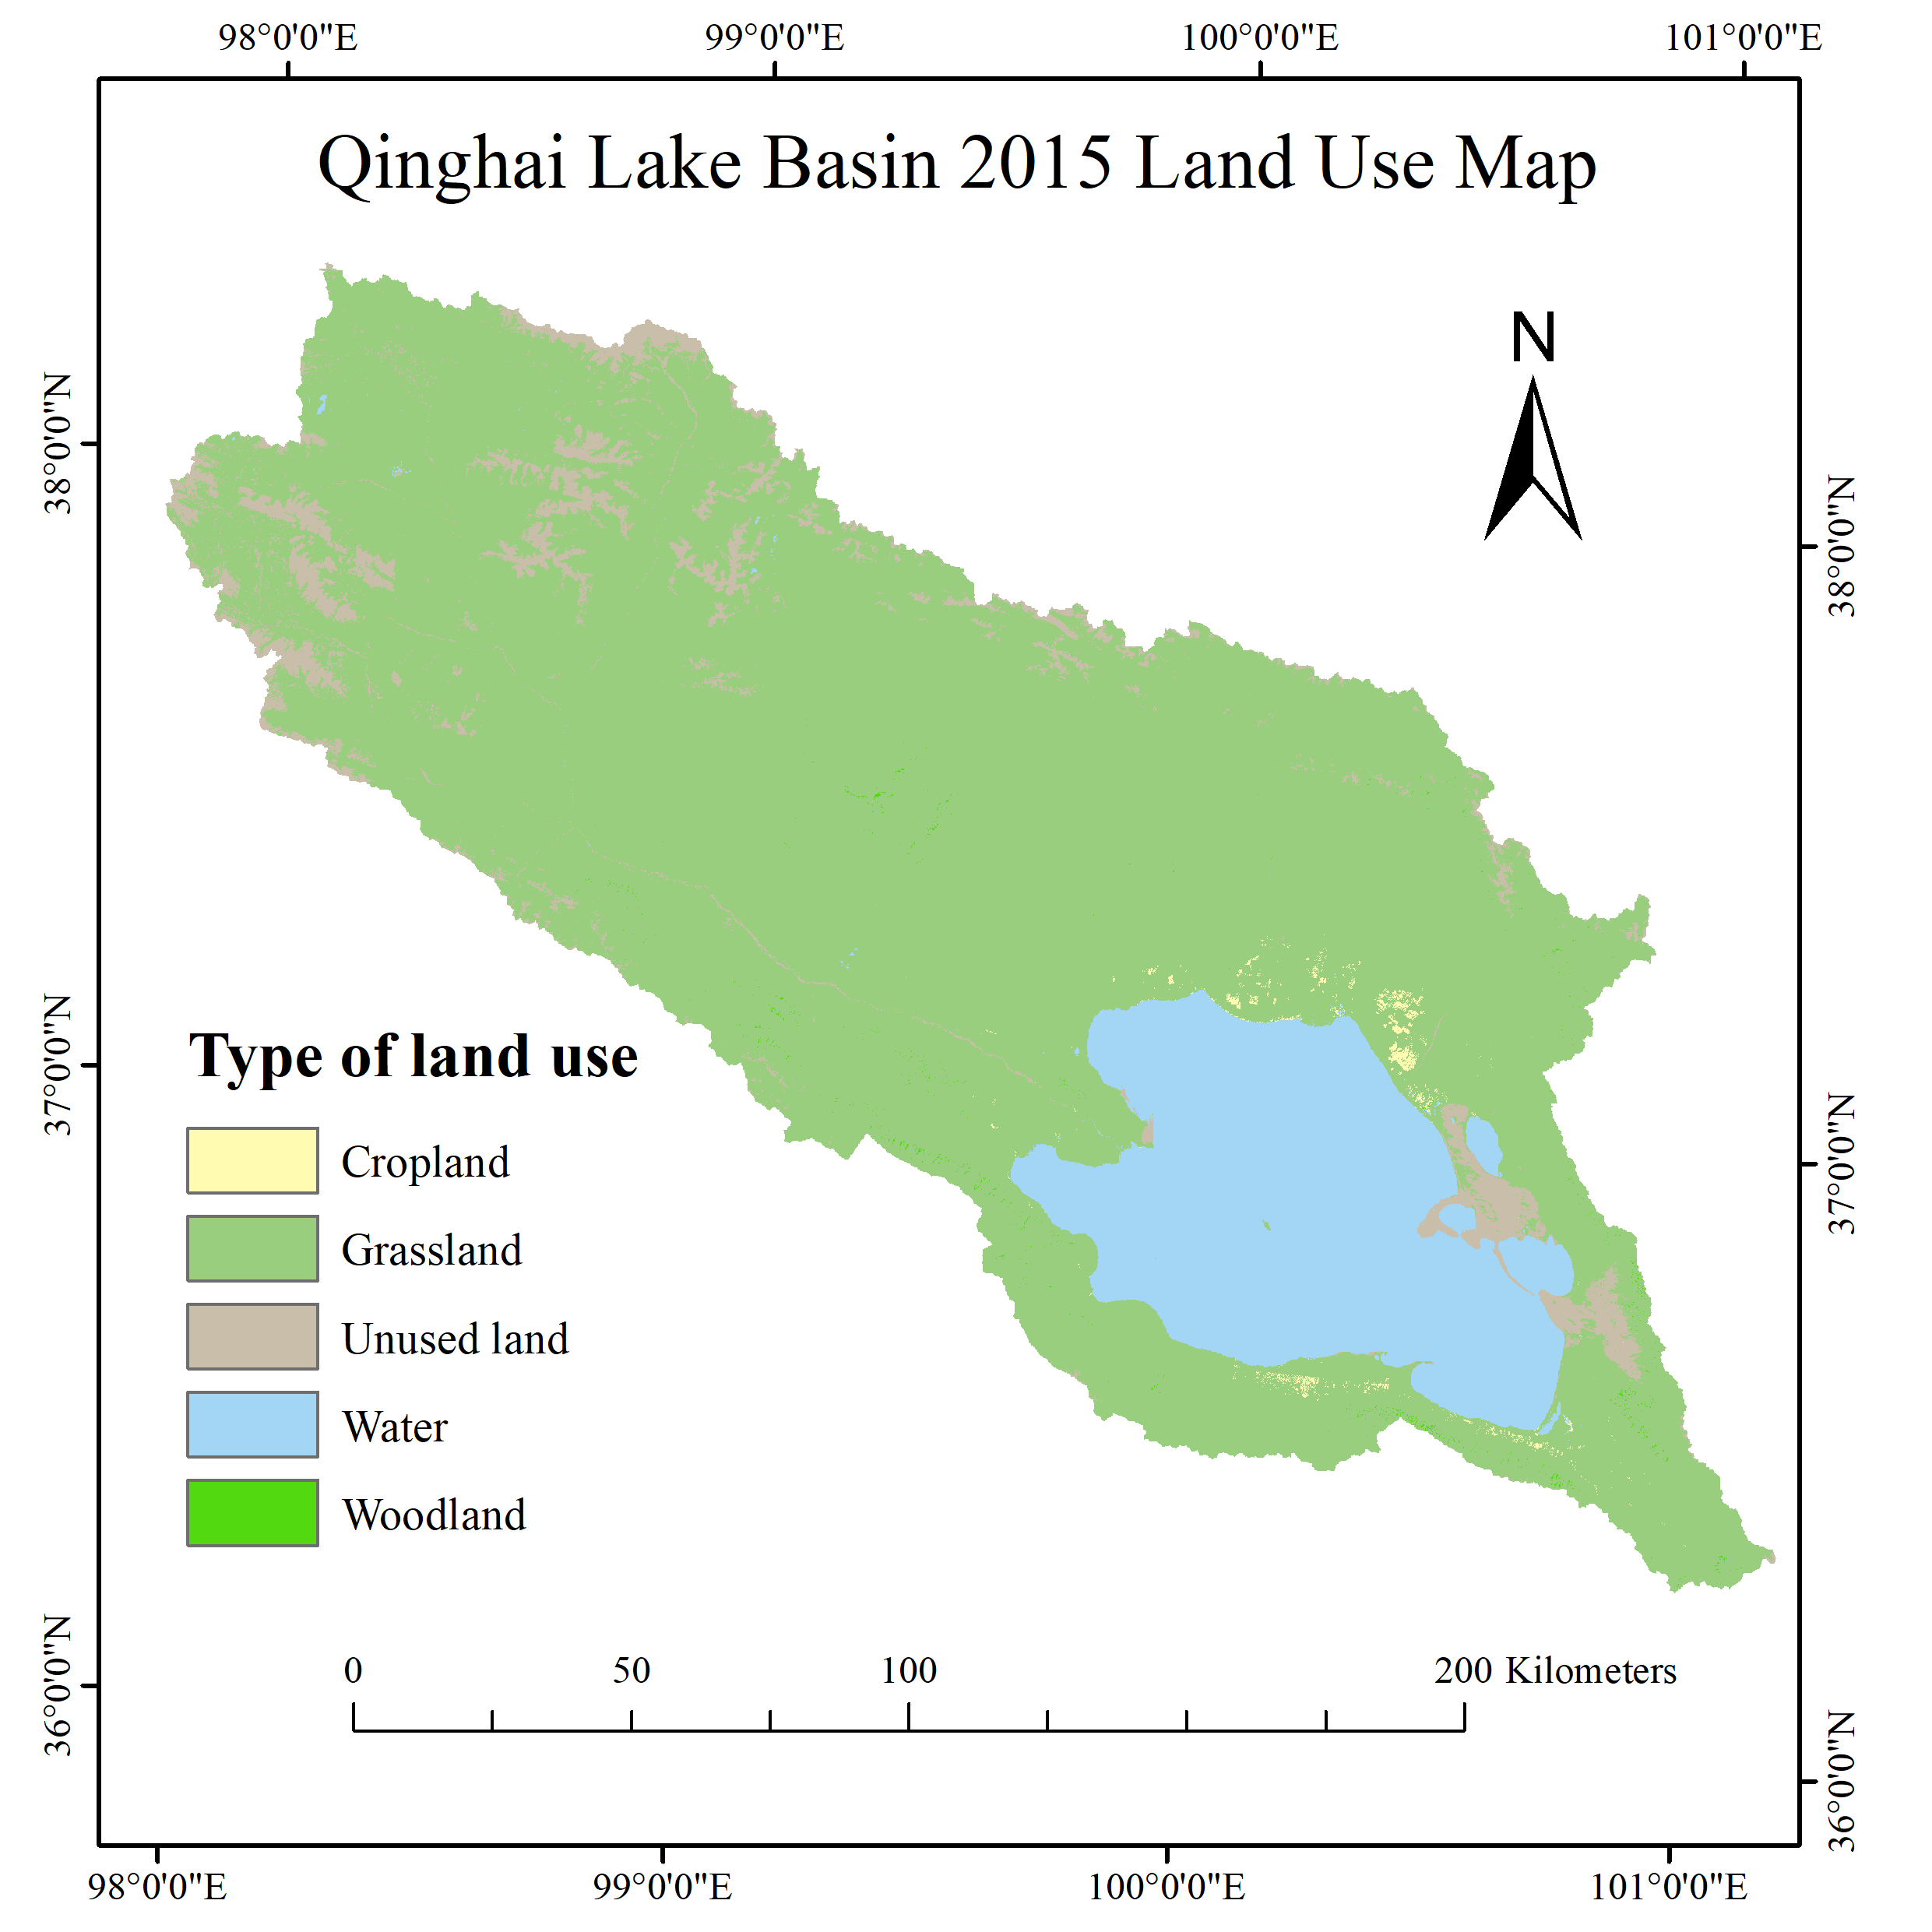 98°0'0"E 99°0'0"E 100°0'0"E 101°0'0"E
Qinghai Lake Basin 2015 Land Use Map
N
38°0'0"N
38°0'0"N
37°0'0"N
37°0'0"N
36°0'0"N
36°0'0"N
Type of land use
Cropland
Grassland
Unused land
Water
Woodland
0 50 100 200 Kilometers
98°0'0"E 99°0'0"E 100°0'0"E 101°0'0"E